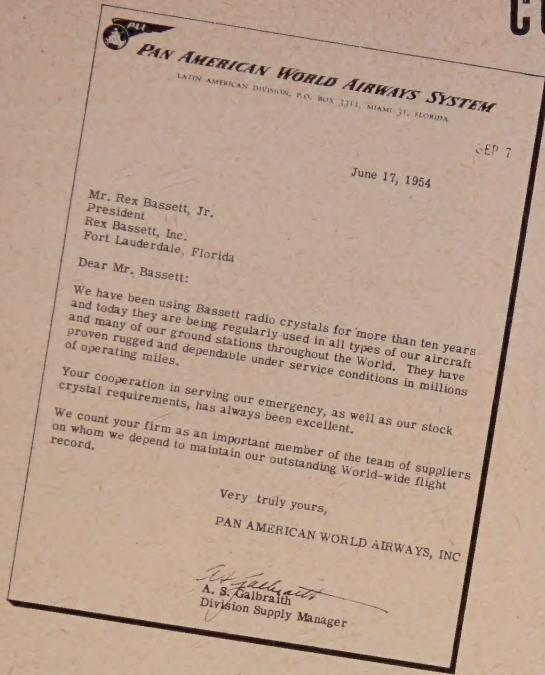 PAA
PAN AMERICAN WORLD AIRWAYS SYSTEM
LATIN AMERICAN DIVISION, P.O. BOX 3311, MIAMI 31, FLORIDA
SEP 7
June 17, 1954
Mr. Rex Bassett, Jr.
President
Rex Bassett, Inc.
Fort Lauderdale, Florida
Dear Mr. Bassett:
We have been using Bassett radio crystals for more than ten years
and today they are being regularly used in all types of our aircraft
and many of our ground stations throughout the World. They have
proven rugged and dependable under service conditions in millions
of operating miles.
Your cooperation in serving our emergency, as well as our stock
crystal requirements, has always been excellent.
We count your firm as an important member of the team of suppliers
on whom we depend to maintain our outstanding World-wide flight
record.
Very truly yours,
PAN AMERICAN WORLD AIRWAYS, INC
AS Galbraith
A. S. Galbraith
Division Supply Manager